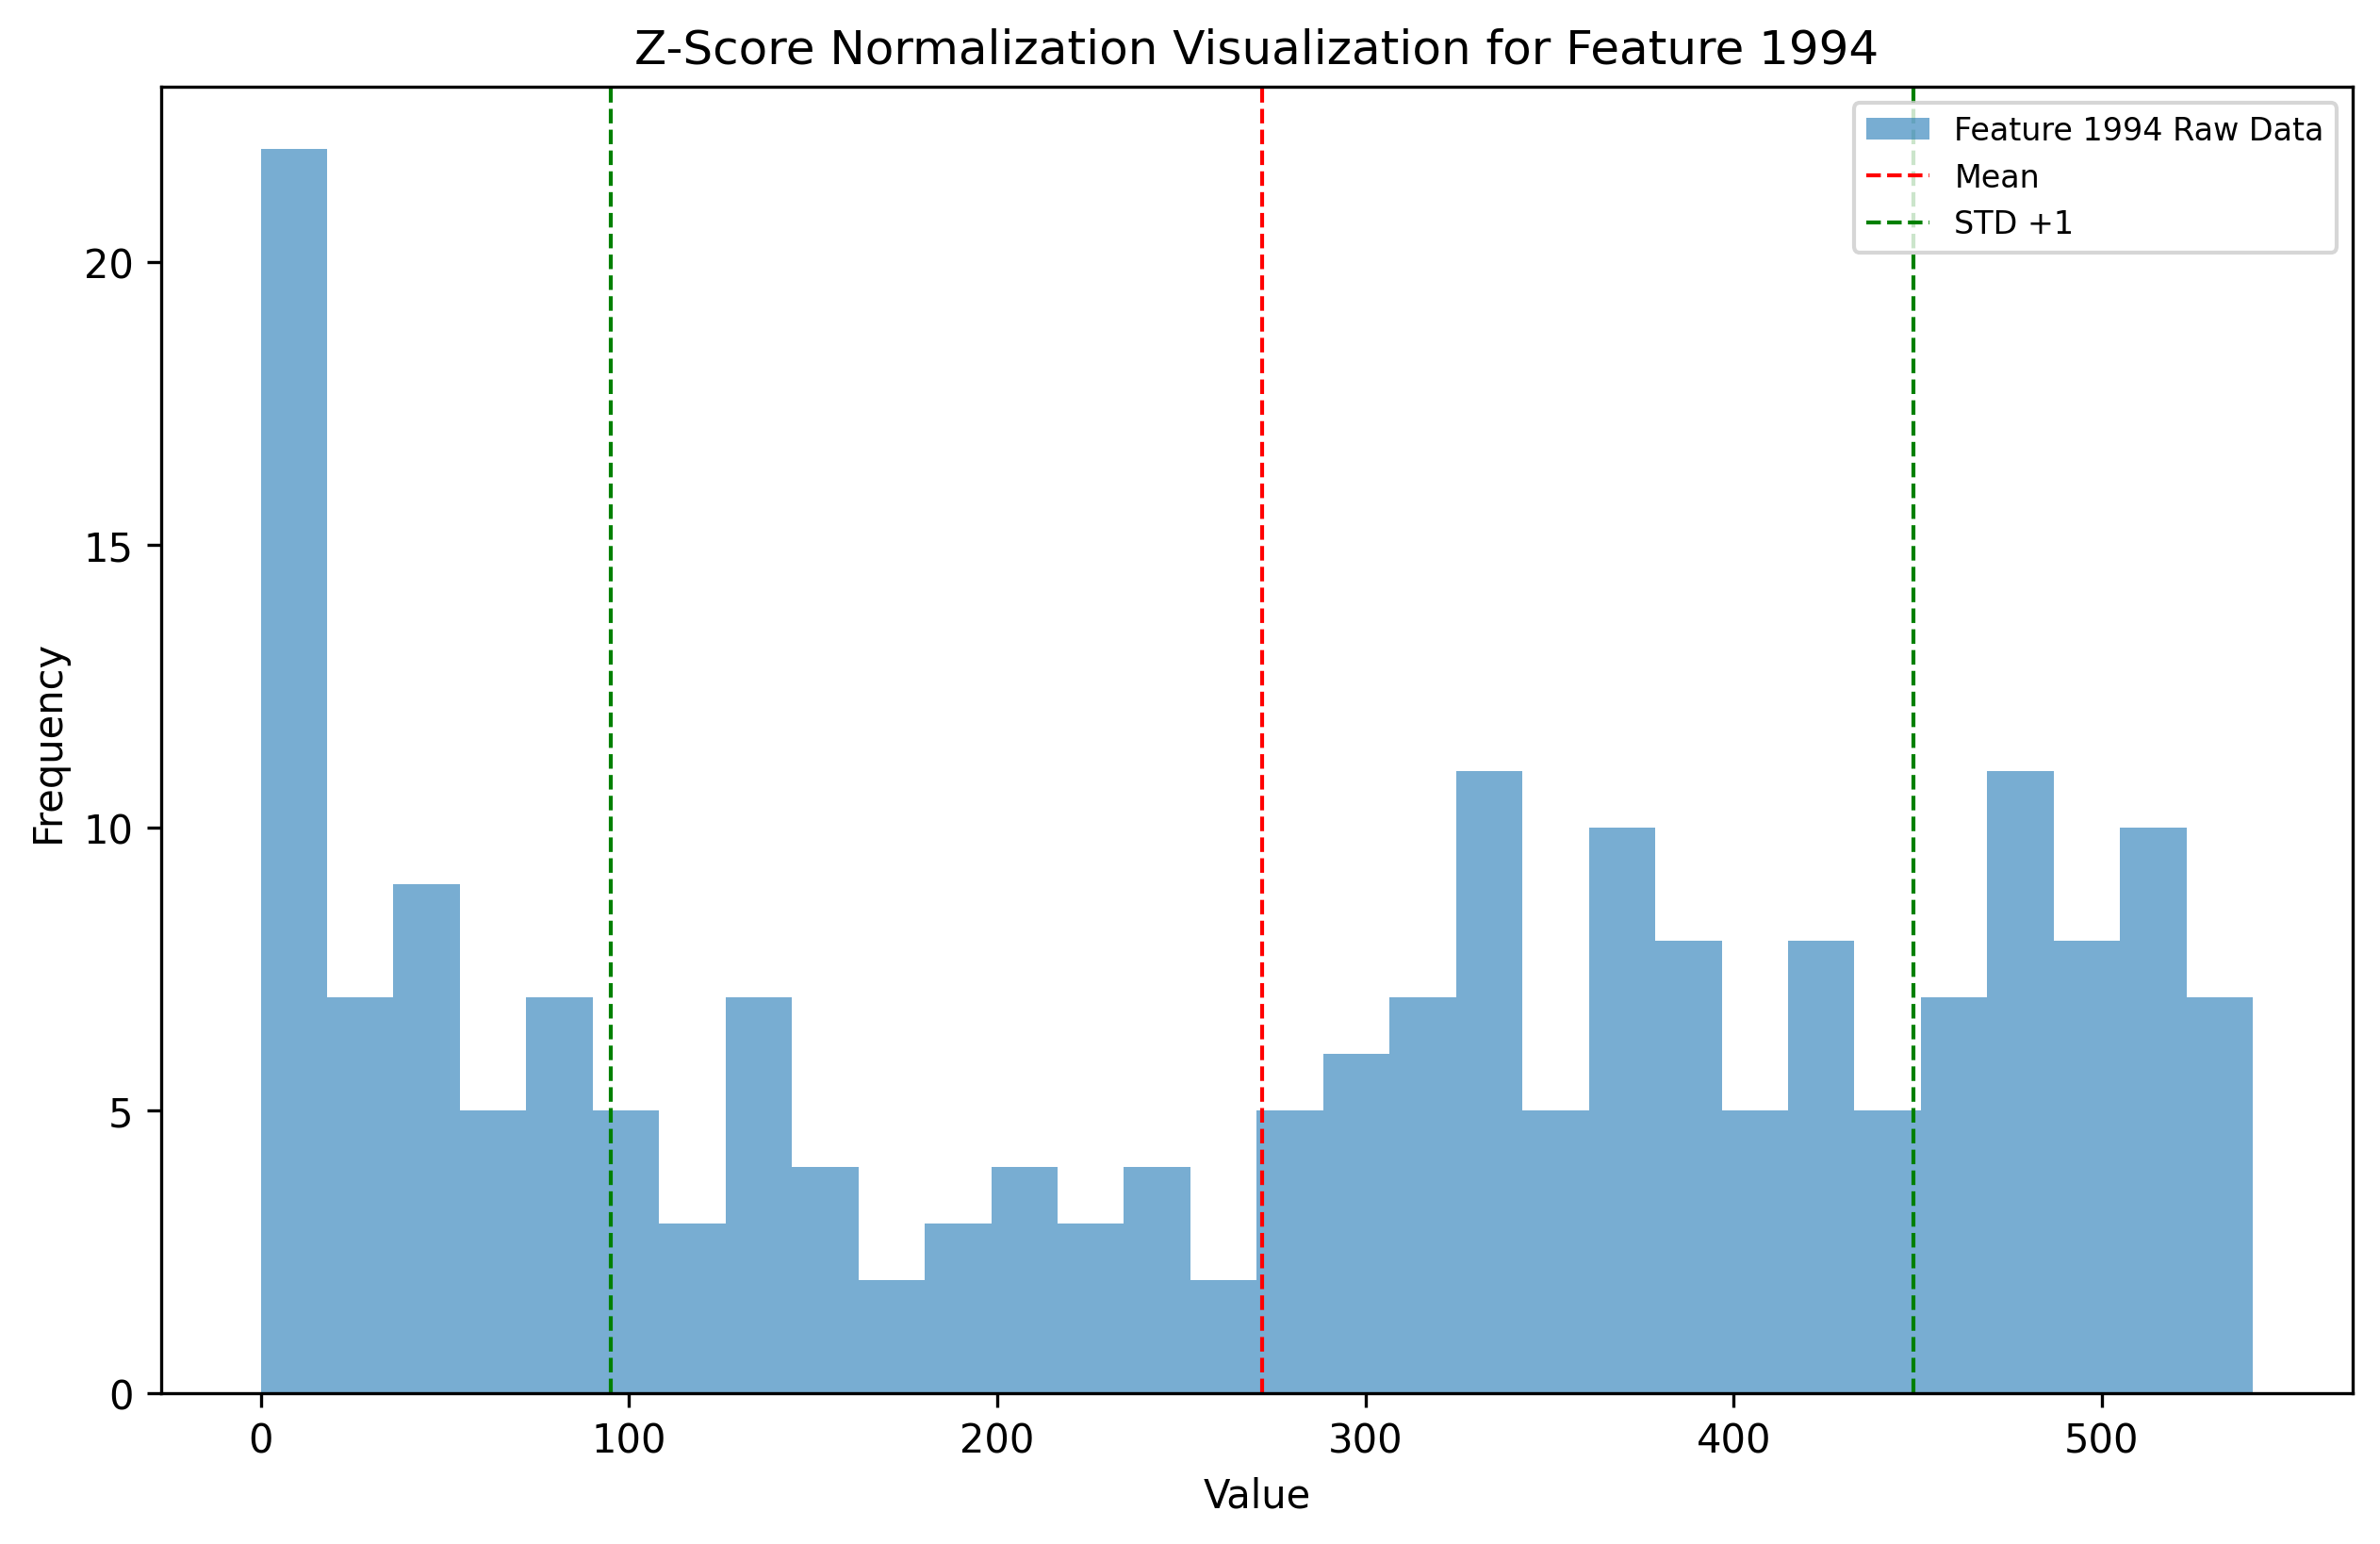 Z-Score Normalization Visualization for Feature 1994
Feature 1994 Raw Data
Mean
STD +1
20
15
10
5
0
Frequency
0 100 200 300 400 500
Value